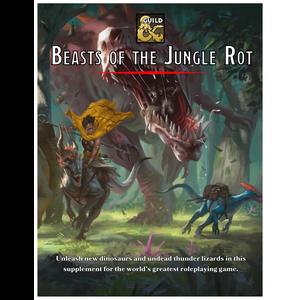 GUILD
BEASTS OF THE JUNGLE ROT
Unleash new dinosaurs and undead thunder lizards in this
supplement for the world's greatest roleplaying game.